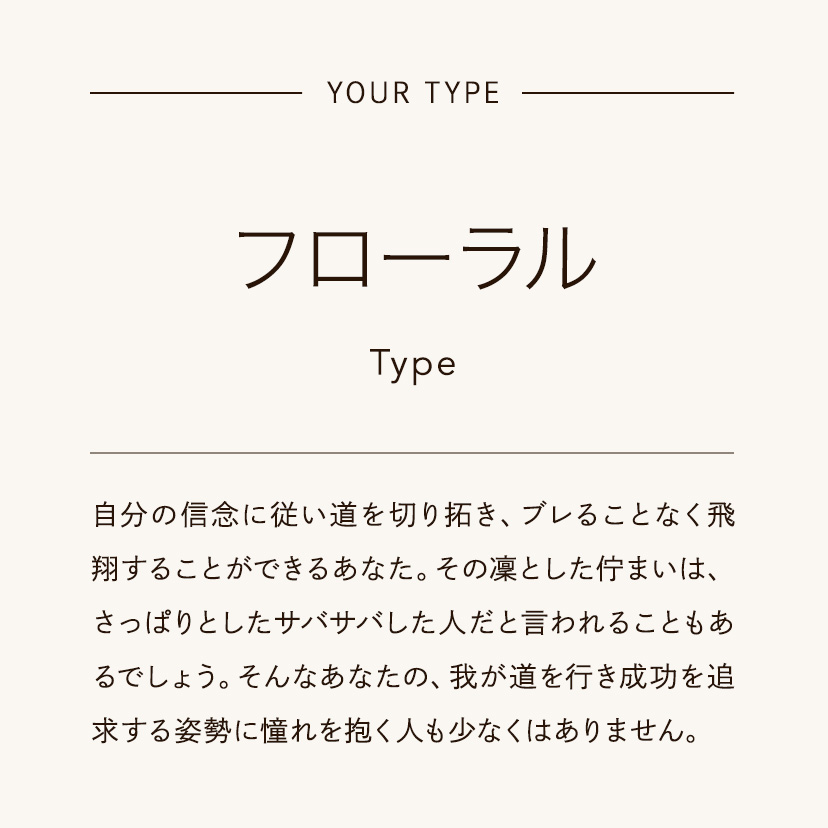 YOUR TYPE
フローラル
Type
自分の信念に従い道を切り拓き、ブレることなく飛
翔することができるあなた。その凜とした佇まいは、
さっぱりとしたサバサバした人だと言われることもあ
るでしょう。そんなあなたの、我が道を行き成功を追
求する姿勢に憧れを抱く人も少なくはありません。